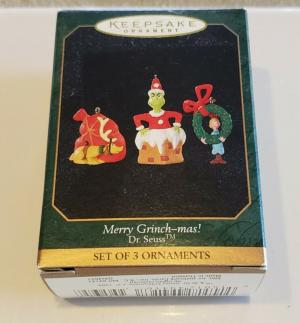 KEEPSAKE
ORNAMENT
Merry Grinch-mas!
Dr. Seuss™
SET OF 3 ORNAMENTS